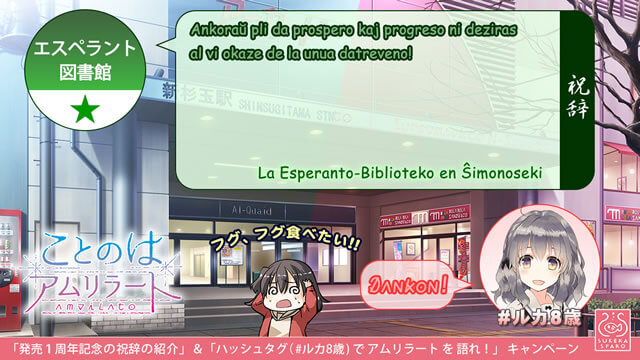 エスペラント
図書館
Ankoraŭ pli da prospero kaj progreso ni deziras
al vi okaze de la unua datreveno!
La Esperanto-Biblioteko en Ŝimonoseki
祝辞
新杉玉駅 SHINSUGITAMA
Al-Quaid
フグ、フグ食べたい!!
ことのは
アムリラート
AMVLLATO
Dankon!
#ルカ8歳
SUKERA
SPARO
「発売1周年記念の祝辞の紹介」&「ハッシュタグ(#ルカ8歳)でアムリラートを語れ!」キャンペーン